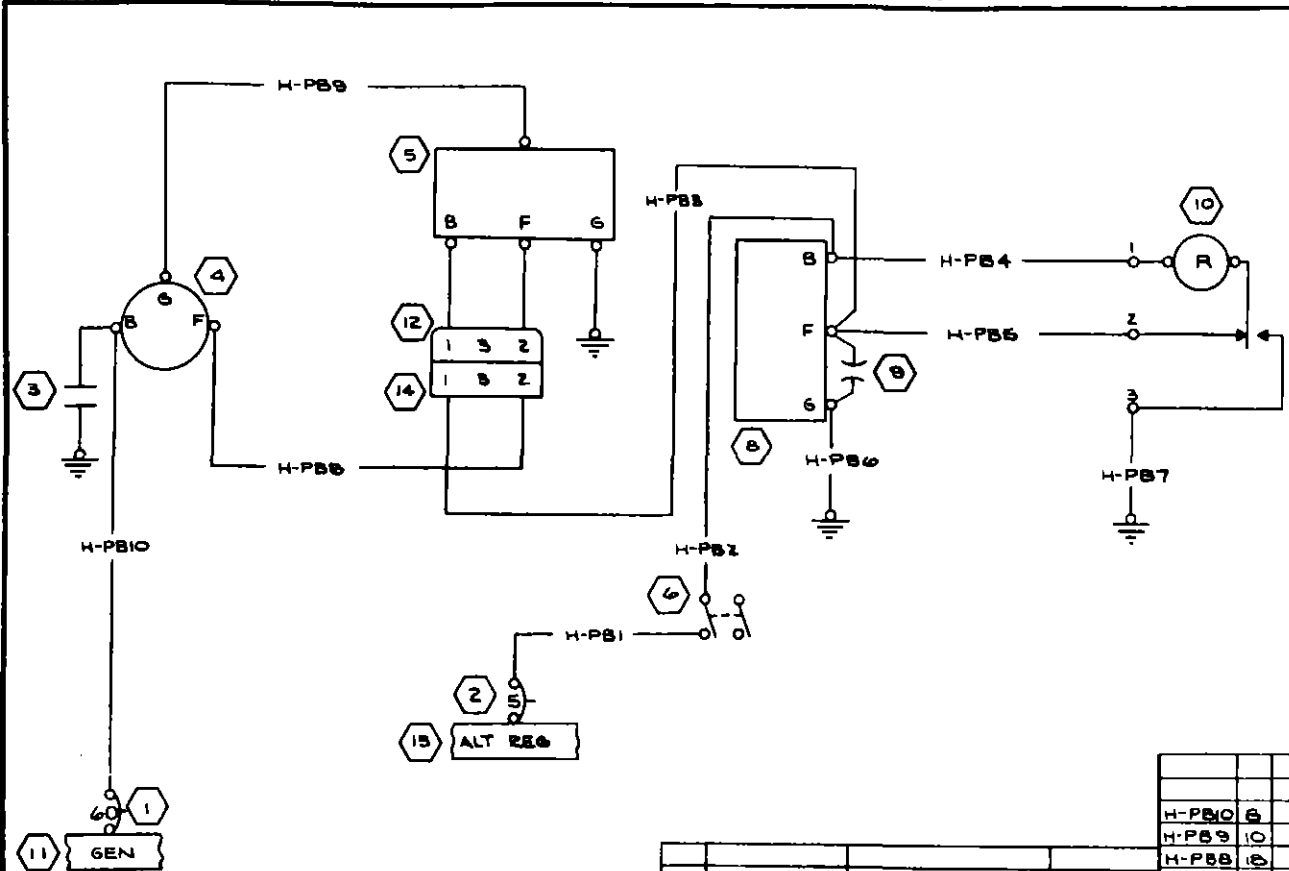 H-PB9
5
B F G
H-PB3
10
4
G
B F
12
1 3 2
14
1 3 2
3
H-PB8
B
H-PB4
1
R
F
H-PB5
2
9
G
8
3
H-PB6
H-PB7
H-PB10
H-PB2
6
H-PB1
2
5
15
ALT REG
60
1
11
GEN
H-PB10 8
H-PB9 10
H-PB8 18